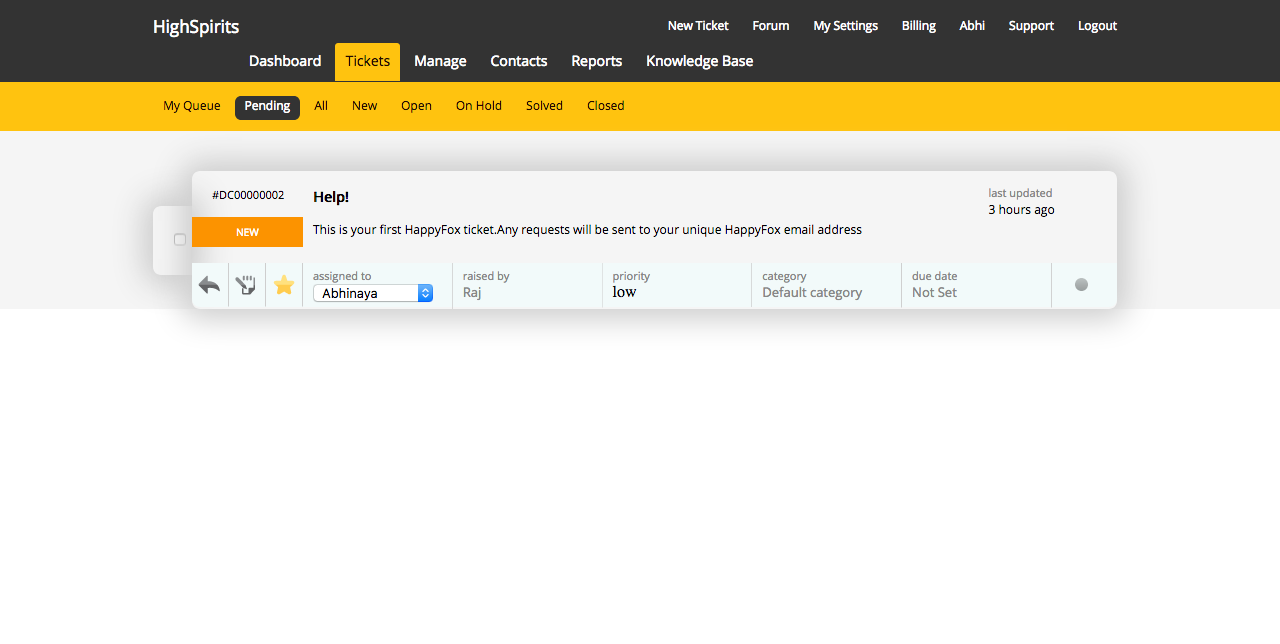 HighSpirits
New Ticket Forum My Settings Billing Abhi Support Logout
Dashboard Tickets Manage Contacts Reports Knowledge Base
My Queue Pending All New Open On Hold Solved Closed
#DC00000002 Help! last updated
3 hours ago
NEW This is your first HappyFox ticket.Any requests will be sent to your unique HappyFox email address
assigned to raised by priority category due date
Abhinaya Raj low Default category Not Set